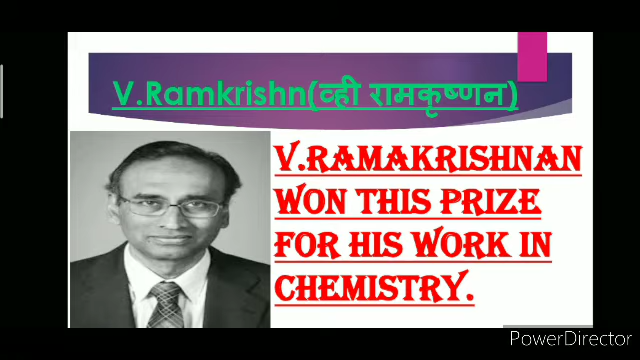 V.Ramkrishn(व्ही रामकृष्णन)
V.RAMAKRISHNAN
WON THIS PRIZE
FOR HIS WORK IN
CHEMISTRY.
PowerDirector